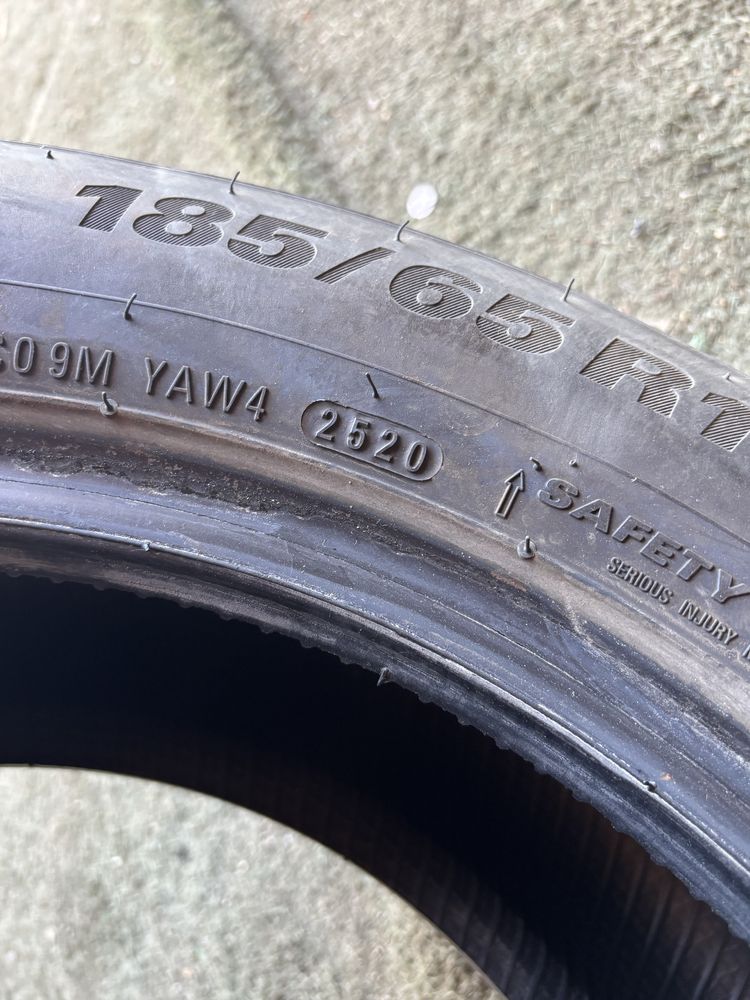 185/65 R1
09M YAW4 2520
SAFETY
SERIOUS INJURY